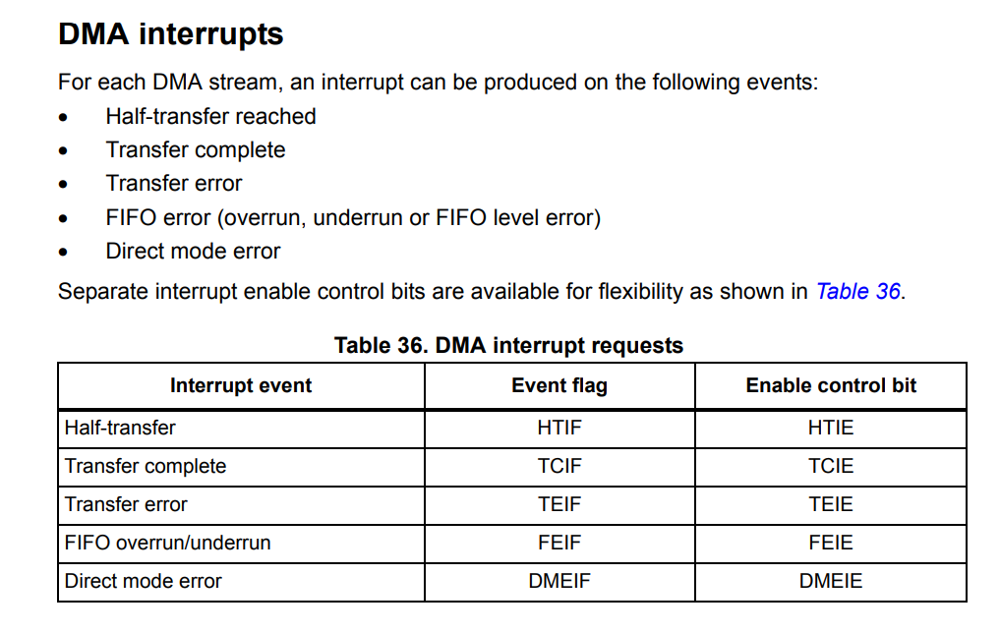 DMA interrupts
For each DMA stream, an interrupt can be produced on the following events:
• Half-transfer reached
• Transfer complete
• Transfer error
• FIFO error (overrun, underrun or FIFO level error)
• Direct mode error
Separate interrupt enable control bits are available for flexibility as shown in Table 36.
Table 36. DMA interrupt requests
Interrupt event Event flag Enable control bit
Half-transfer HTIF HTIE
Transfer complete TCIF TCIE
Transfer error TEIF TEIE
FIFO overrun/underrun FEIF FEIE
Direct mode error DMEIF DMEIE